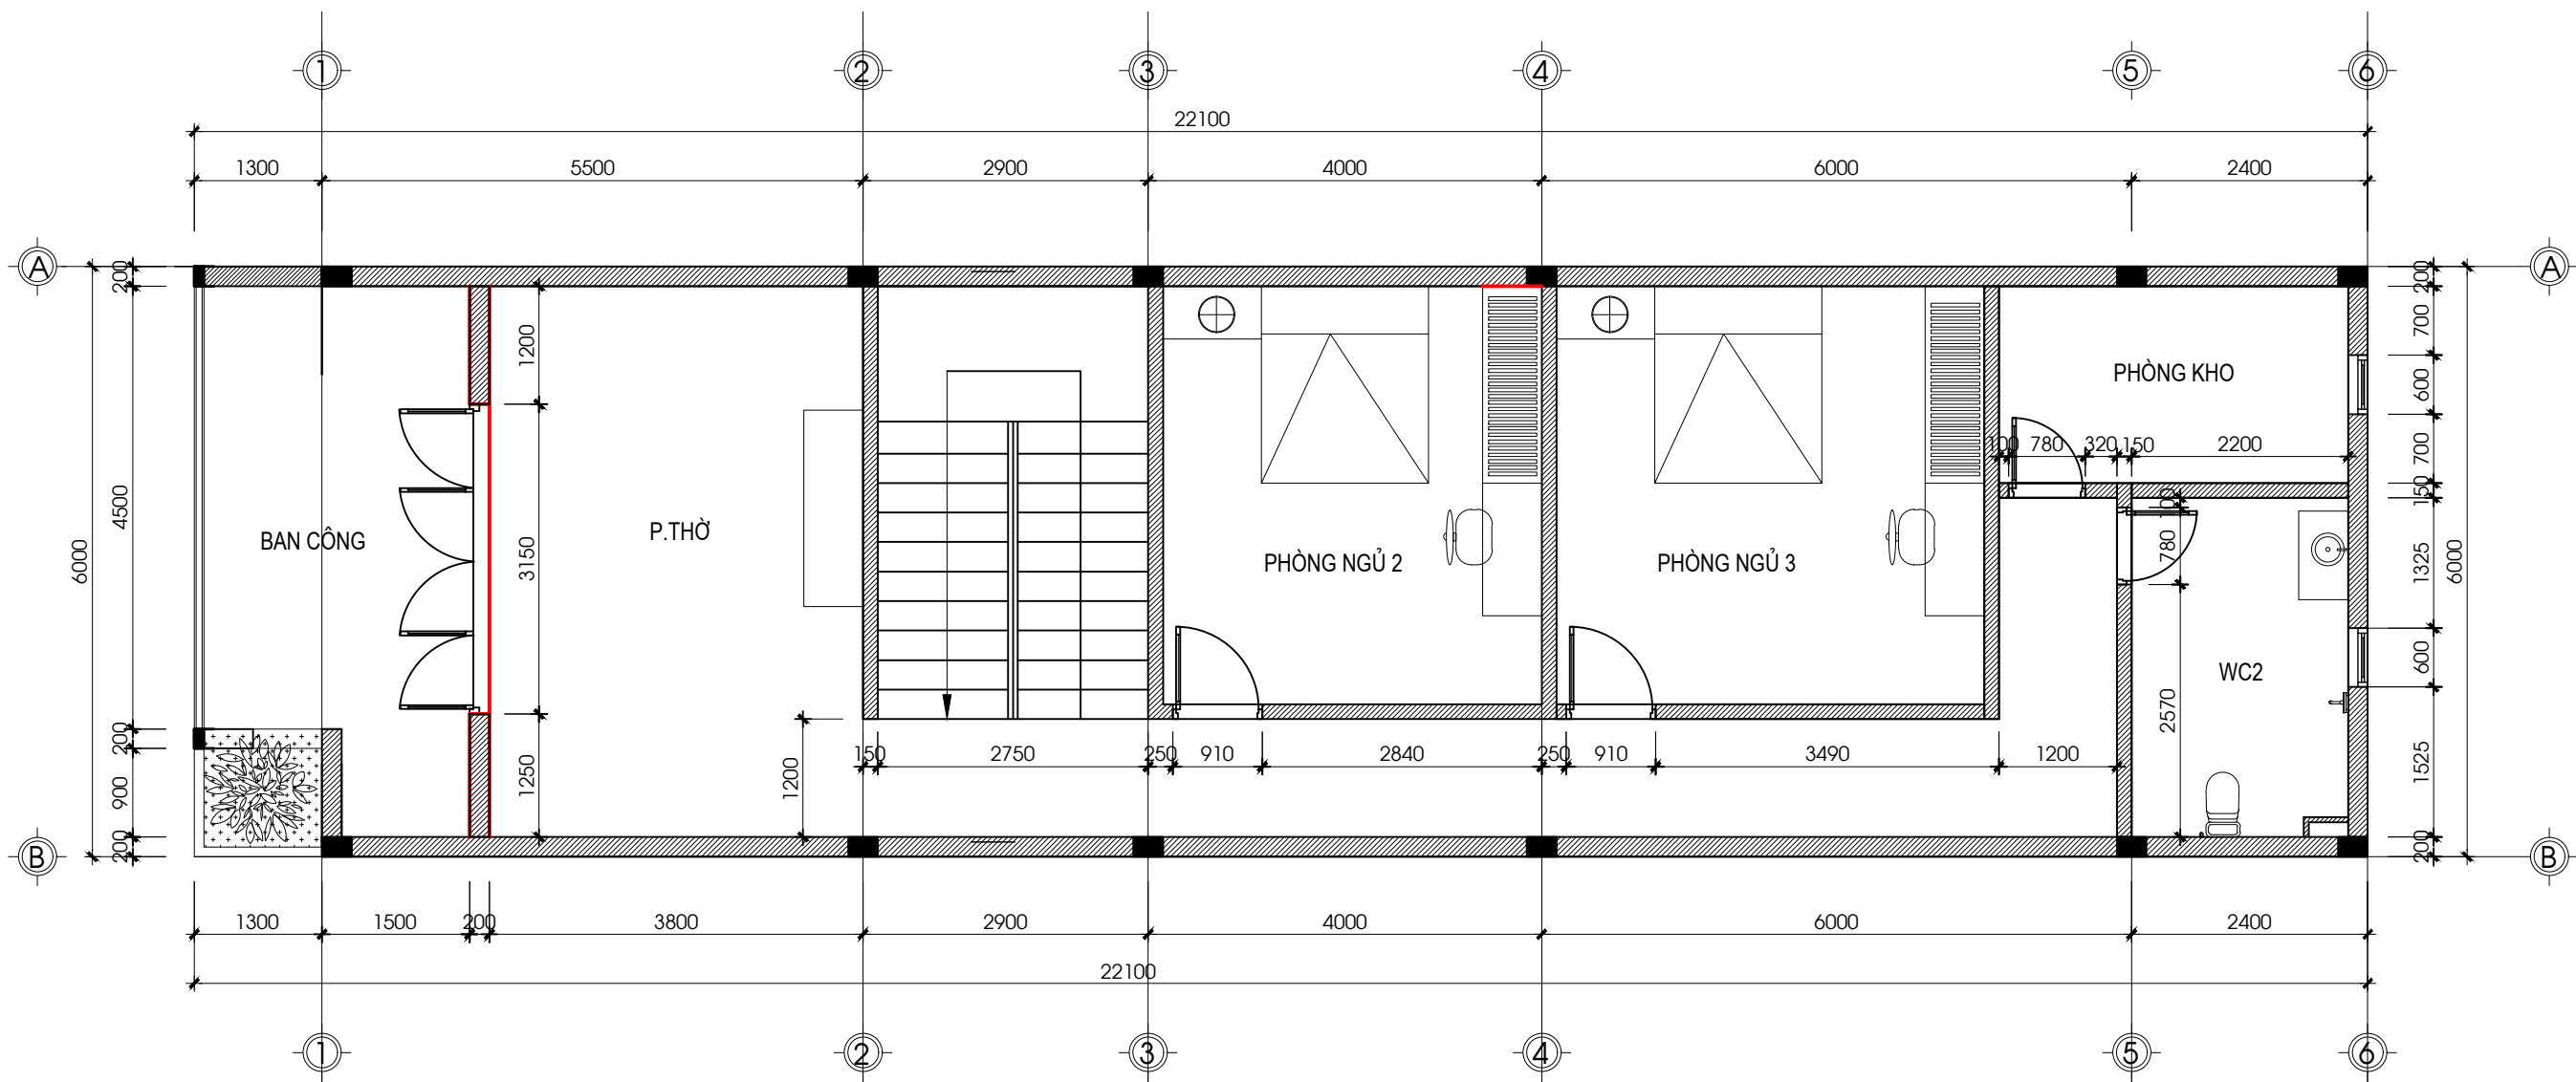 1 2 3 4 5 6
22100
1300 5500 2900 4000 6000 2400
A A
200 200
1200 700
PHÒNG KHO
600
100 780 320 150 2200
700
4500 150
100
P.THỜ
BAN CÔNG
3150 780 1325
6000 6000
PHÒNG NGỦ 2 PHÒNG NGỦ 3
600
WC2
2570
200
150 2750 250 910 2840 250 910 3490 1200
1250 1200 1525
900
200 200
B B
1300 1500 200 3800 2900 4000 6000 2400
22100
1 2 3 4 5 6